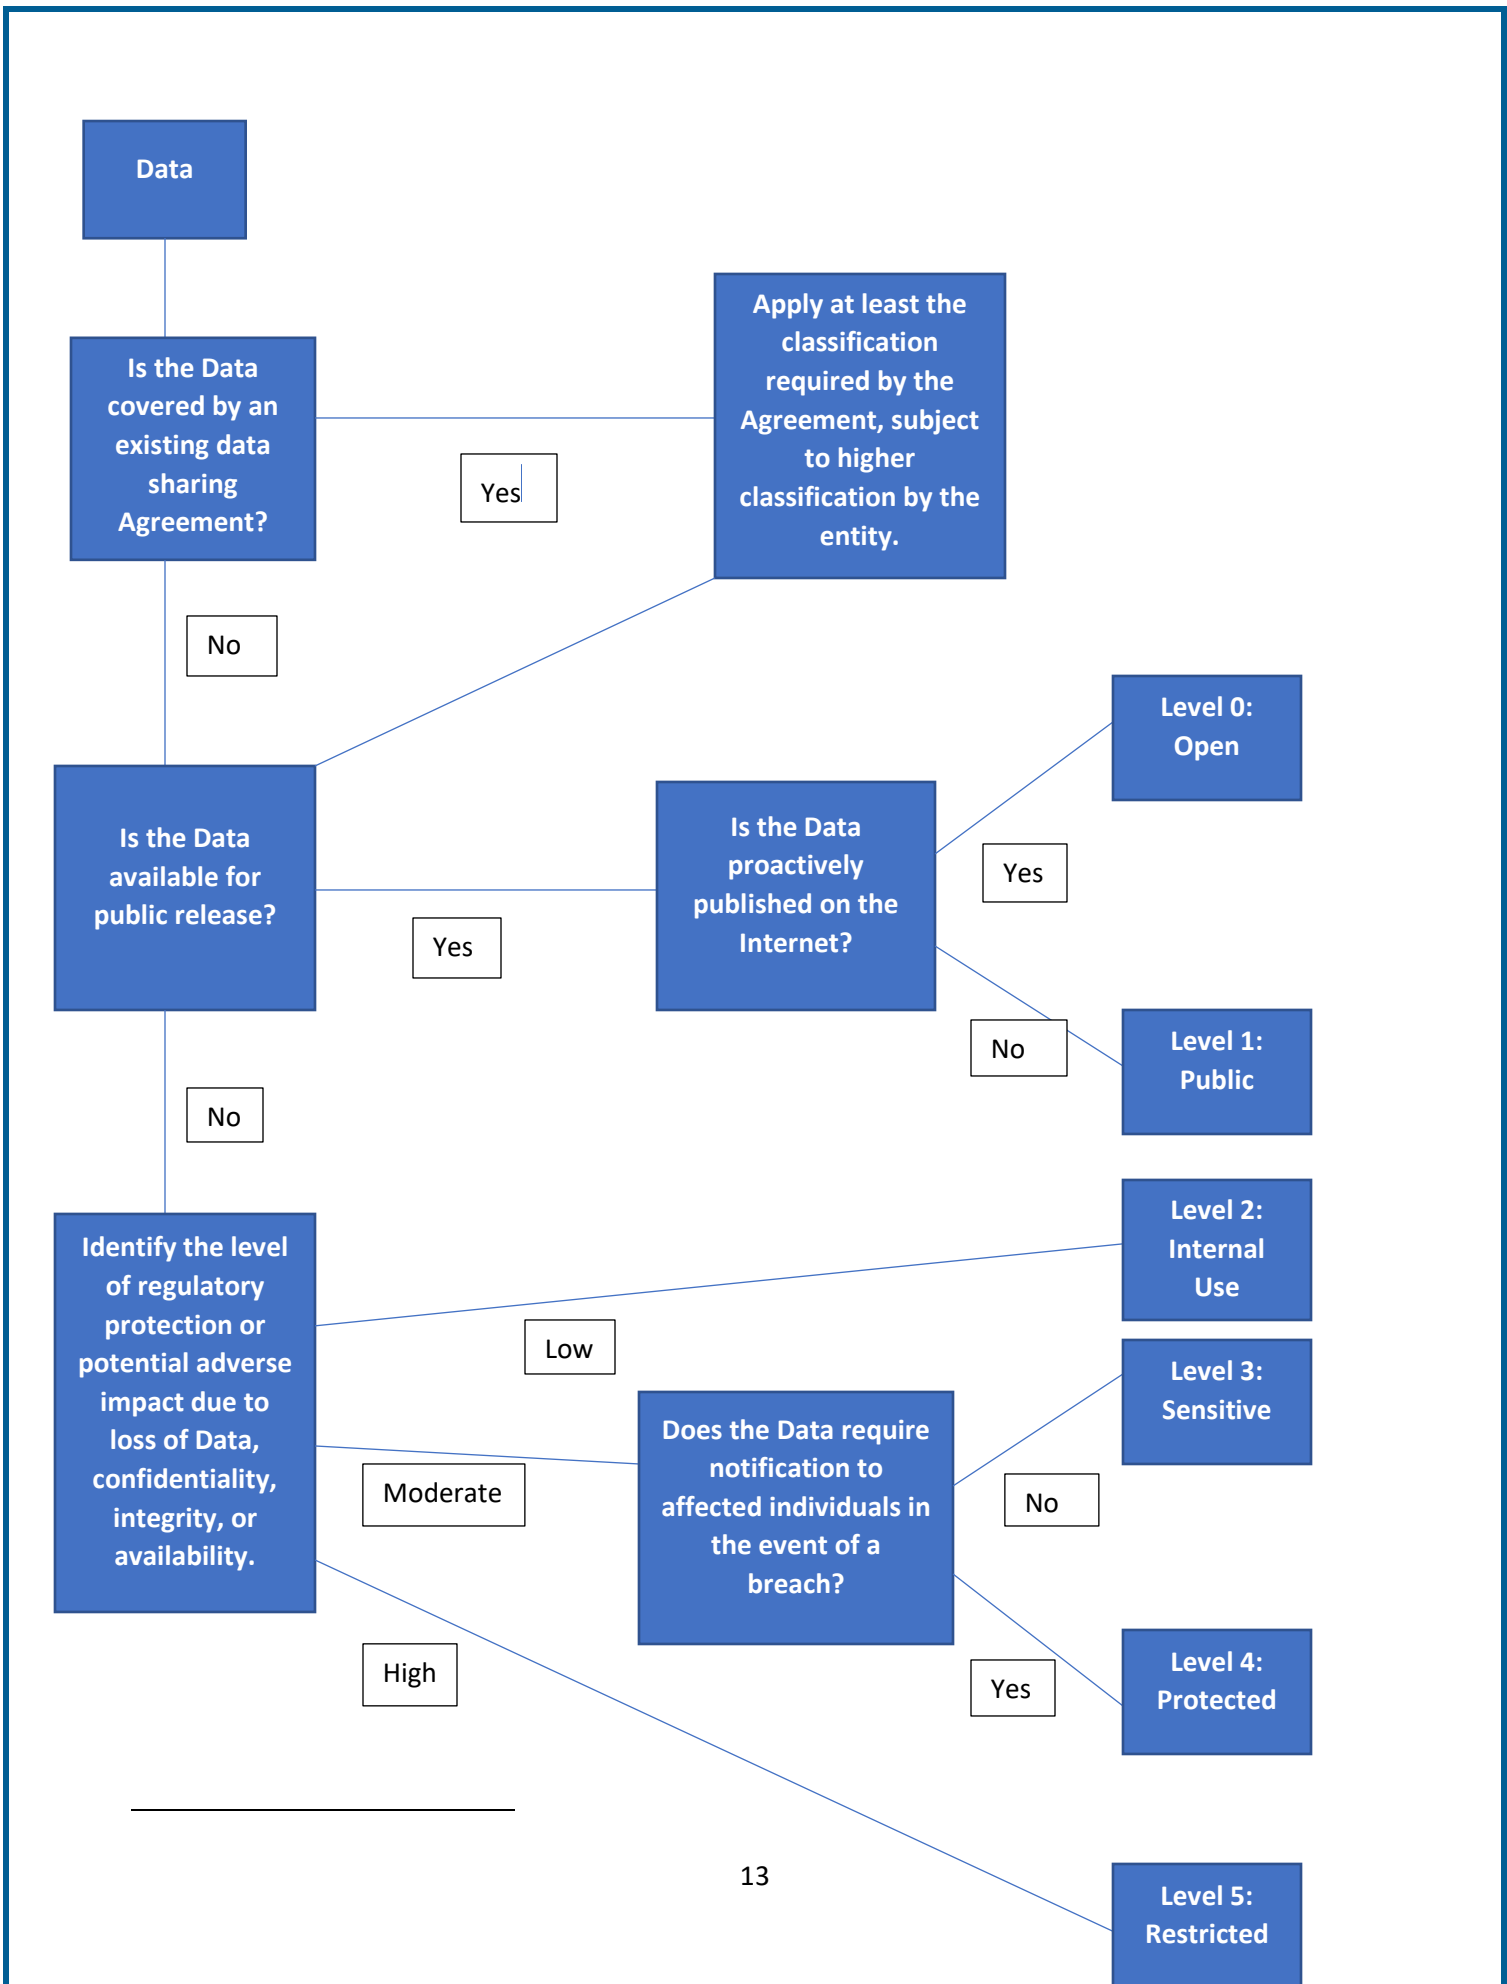 Data
Is the Data
covered by an
existing data
sharing
Agreement?
Yes
Apply at least the
classification
required by the
Agreement, subject
to higher
classification by the
entity.
No
Is the Data
available for
public release?
Yes
Is the Data
proactively
published on the
Internet?
Yes
Level 0:
Open
No
Level 1:
Public
No
Identify the level
of regulatory
protection or
potential adverse
impact due to
loss of Data,
confidentiality,
integrity, or
availability.
Low
Level 2:
Internal
Use
Moderate
Does the Data require
notification to
affected individuals in
the event of a
breach?
No
Level 3:
Sensitive
Yes
Level 4:
Protected
High
Level 5:
Restricted
13